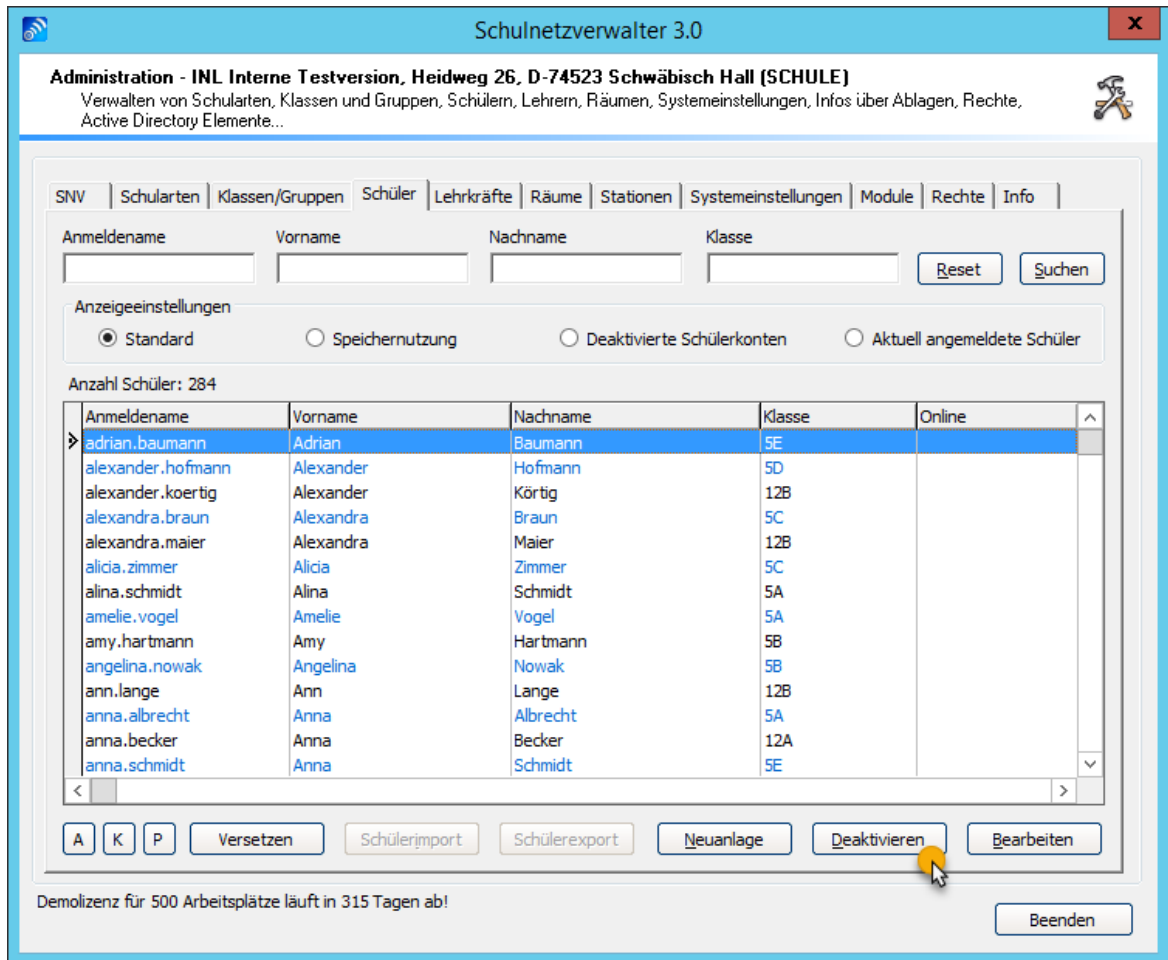 Schulnetzverwalter 3.0
x
Administration - INL Interne Testversion, Heidweg 26, D-74523 Schwäbisch Hall (SCHULE)
Verwalten von Schularten, Klassen und Gruppen, Schülern, Lehrern, Räumen, Systemeinstellungen, Infos über Ablagen, Rechte,
Active Directory Elemente...
SNV Schularten Klassen/Gruppen Schüler Lehrkräfte Räume Stationen Systemeinstellungen Module Rechte Info
Anmeldename Vorname Nachname Klasse
Reset Suchen
Anzeigeeinstellungen
Standard Speichernutzung Deaktivierte Schülerkonten Aktuell angemeldete Schüler
Anzahl Schüler: 284
Anmeldename Vorname Nachname Klasse Online
adrian.baumann Adrian Baumann 5E
alexander.hofmann Alexander Hofmann 5D
alexander.koertig Alexander Körtig 12B
alexandra.braun Alexandra Braun 5C
alexandra.maier Alexandra Maier 12B
alicia.zimmer Alicia Zimmer 5C
alina.schmidt Alina Schmidt 5A
amelie.vogel Amelie Vogel 5A
amy.hartmann Amy Hartmann 5B
angelina.nowak Angelina Nowak 5B
ann.lange Ann Lange 12B
anna.albrecht Anna Albrecht 5A
anna.becker Anna Becker 12A
anna.schmidt Anna Schmidt 5E
A K P Versetzen Schülerimport Schülerexport Neuanlage Deaktivieren Bearbeiten
Demolizenz für 500 Arbeitsplätze läuft in 315 Tagen ab!
Beenden